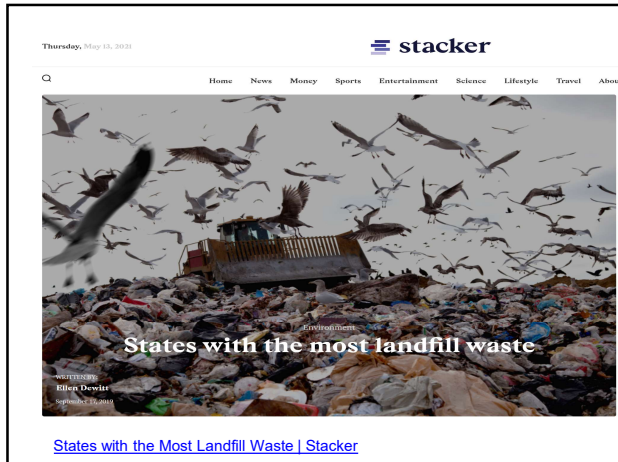 Thursday, May 13, 2021
stacker
Home News Money Sports Entertainment Science Lifestyle Travel Abou
Environment
States with the most landfill waste
WRITTEN BY:
Ellen Dewitt
September 17, 2019
States with the Most Landfill Waste | Stacker